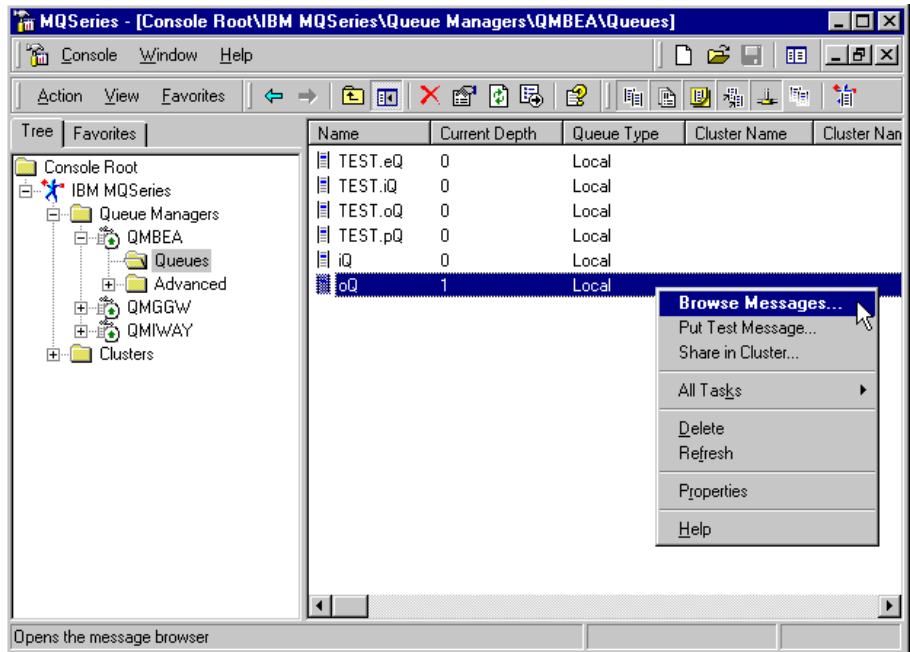 MQSeries - [Console Root\IBM MQSeries\Queue Managers\QMBEA\Queues]
Console Window Help
Action View Favorites
Tree Favorites
Name Current Depth Queue Type Cluster Name Cluster Nan
Console Root
IBM MQSeries
Queue Managers
QMBEA
Queues
Advanced
QMGGW
QMIWAY
Clusters
TEST.eQ 0 Local
TEST.iQ 0 Local
TEST.oQ 0 Local
TEST.pQ 0 Local
iQ 0 Local
oQ 1 Local
Browse Messages...
Put Test Message...
Share in Cluster...
All Tasks
Delete
Refresh
Properties
Help
Opens the message browser